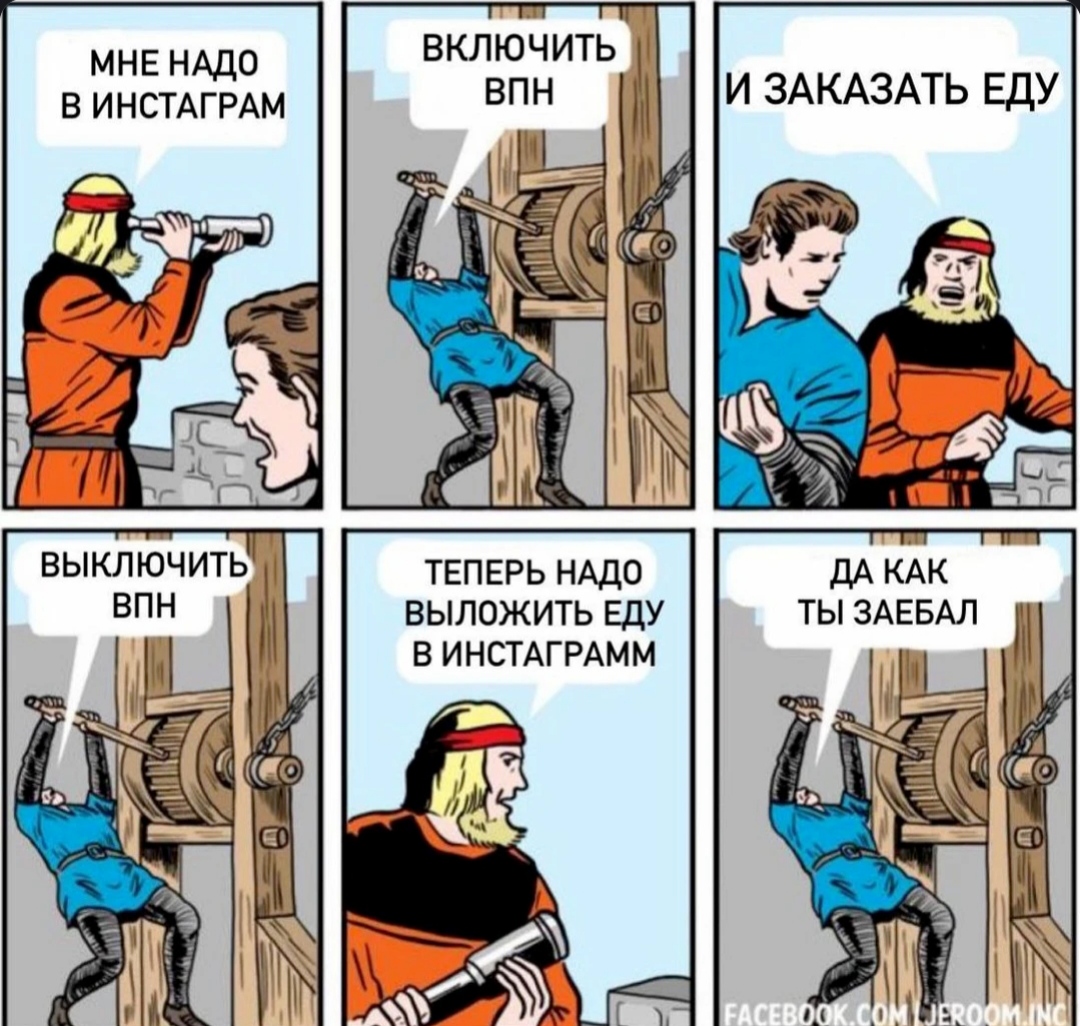 МНЕ НАДО
В ИНСТАГРАМ
ВКЛЮЧИТЬ
ВПН
И ЗАКАЗАТЬ ЕДУ
ВЫКЛЮЧИТЬ
ВПН
ТЕПЕРЬ НАДО
ВЫЛОЖИТЬ ЕДУ
В ИНСТАГРАММ
ДА КАК
ТЫ ЗАЕБАЛ
FACEBOOK.COM/JEROOM.INC